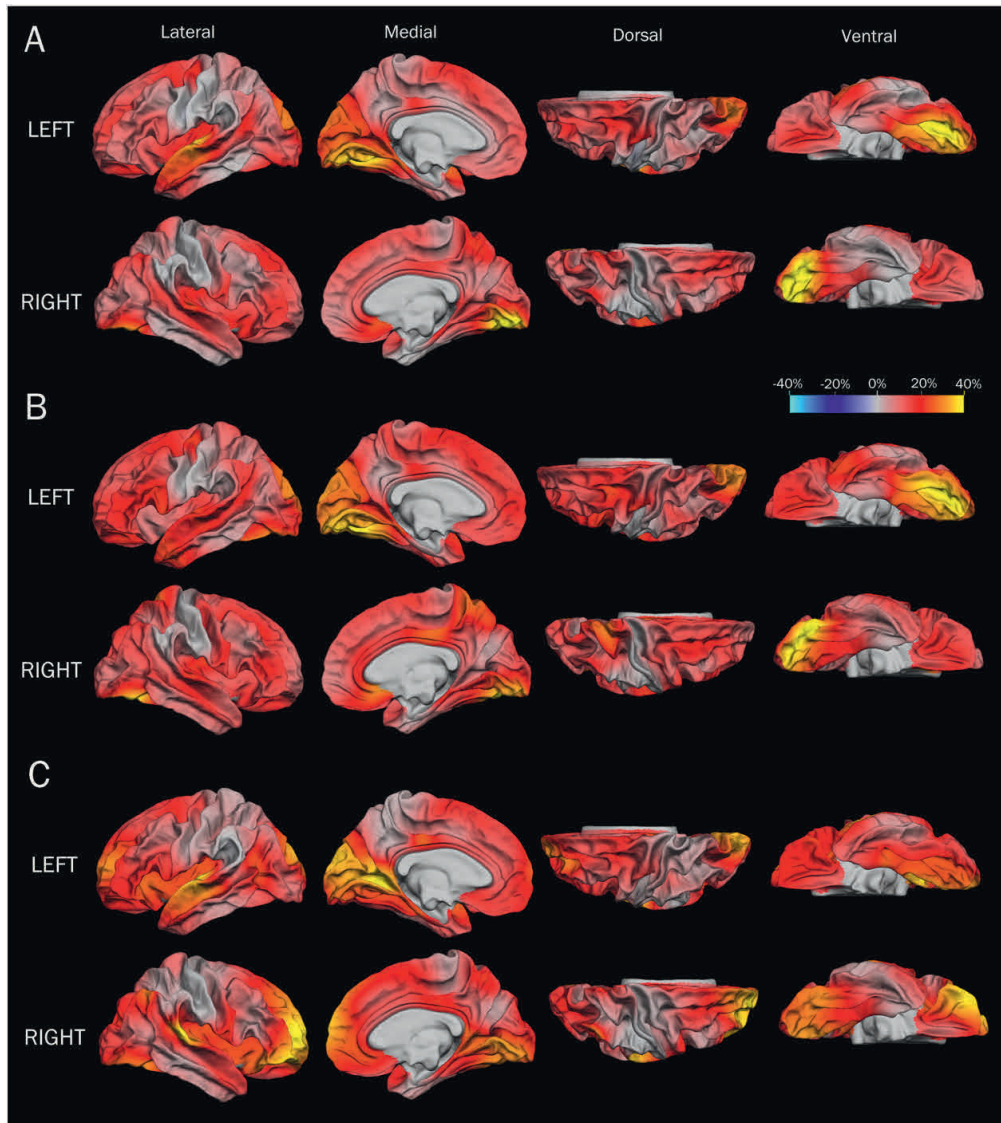 A Lateral Medial Dorsal Ventral
LEFT
RIGHT
-40% -20% 0% 20% 40%
B
LEFT
RIGHT
C
LEFT
RIGHT